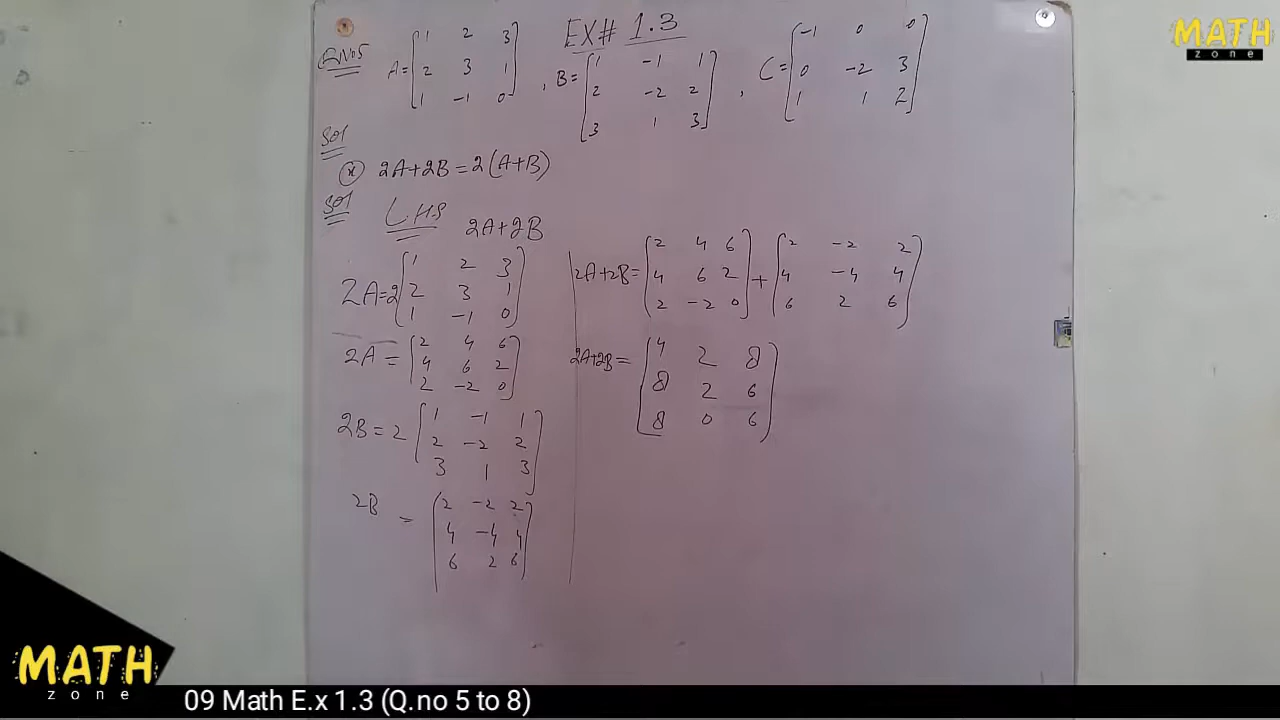 MATH
zone
EX# 1.3
Q.No5 A=[1 2 3; 2 3 1; 1 -1 0], B=[1 -1 1; 2 -2 2; 3 1 3], C=[-1 0 0; 0 -2 3; 1 1 2]
Sol
(x) 2A+2B=2(A+B)
Sol
L.H.S 2A+2B
2A=2[1 2 3; 2 3 1; 1 -1 0]
2A=[2 4 6; 4 6 2; 2 -2 0]
2B=2[1 -1 1; 2 -2 2; 3 1 3]
2B=[2 -2 2; 4 -4 4; 6 2 6]
2A+2B=[2 4 6; 4 6 2; 2 -2 0]+[2 -2 2; 4 -4 4; 6 2 6]
2A+2B=[4 2 8; 8 2 6; 8 0 6]
MATH
zone
09 Math E.x 1.3 (Q.no 5 to 8)